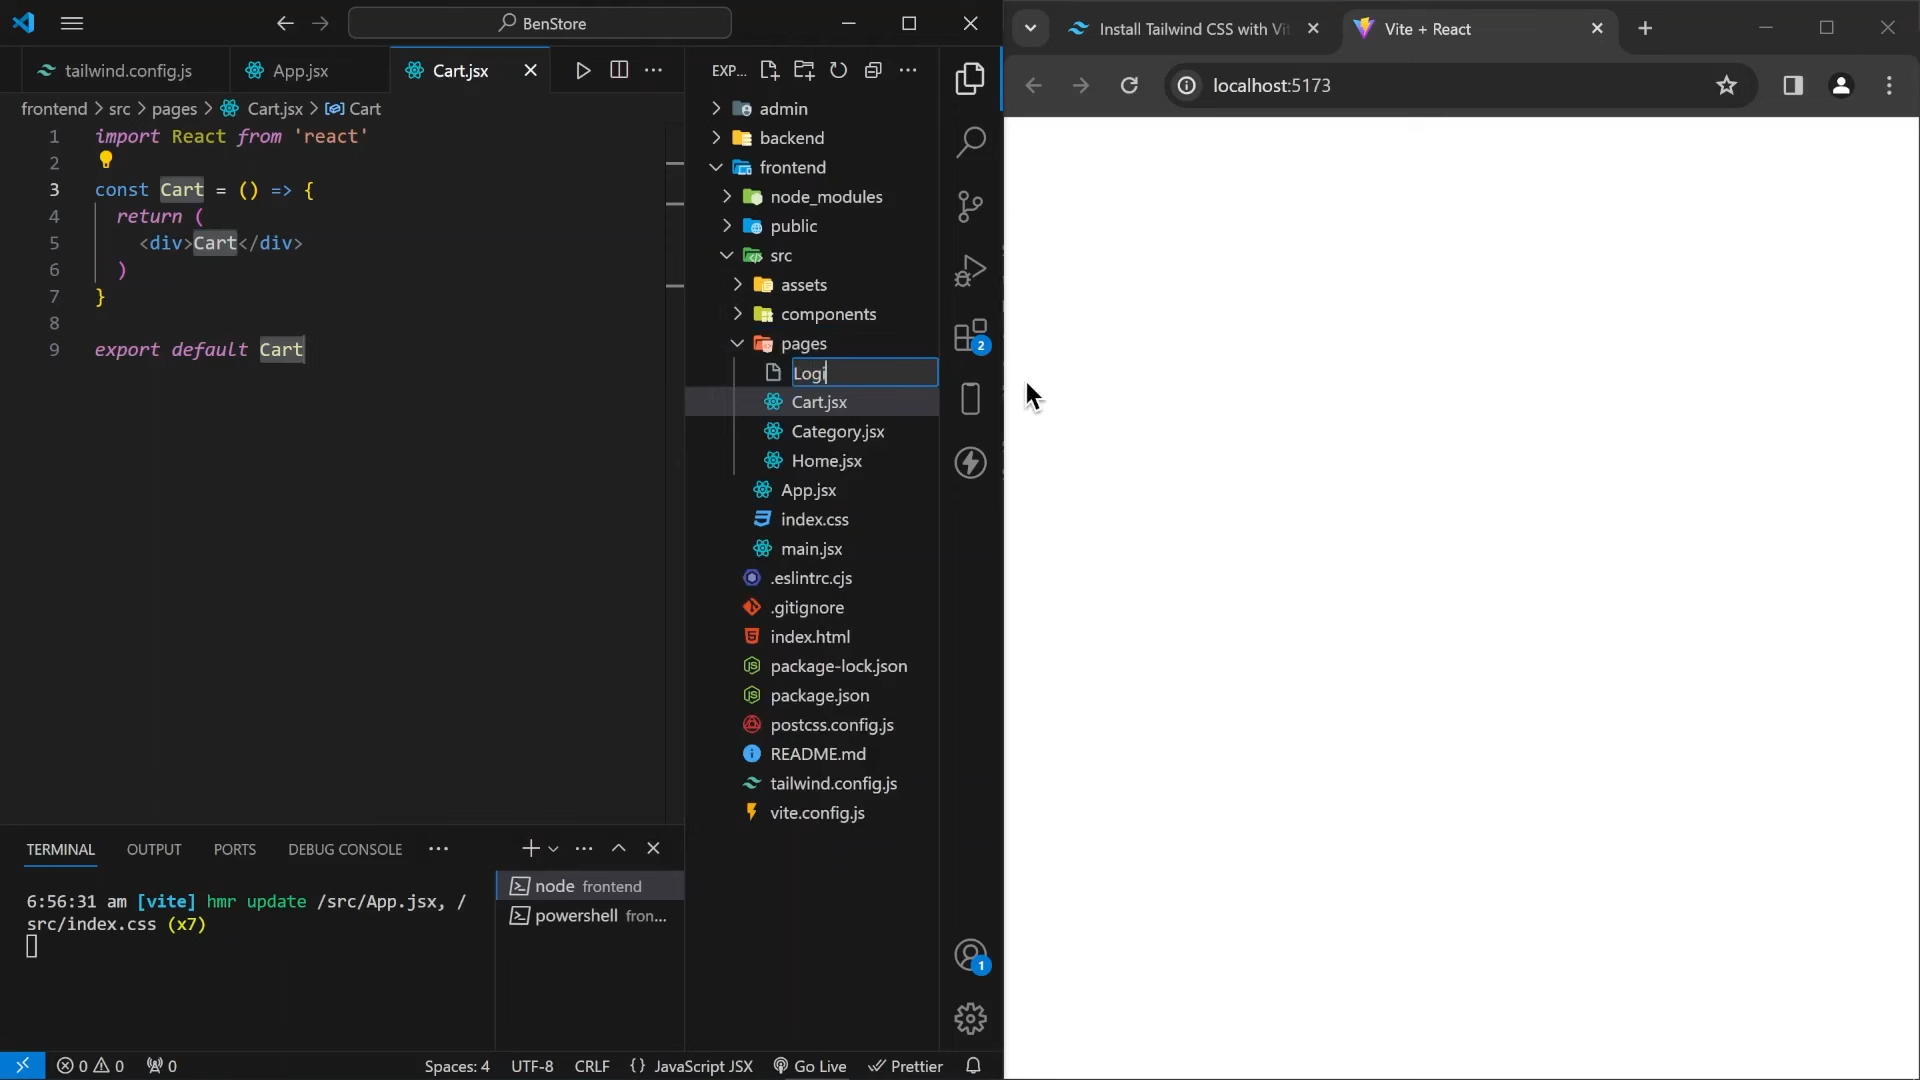 BenStore
tailwind.config.js
App.jsx
Cart.jsx
frontend > src > pages > Cart.jsx > Cart
1 import React from 'react'
2
3 const Cart = () => {
4 return (
5 <div>Cart</div>
6 )
7 }
8
9 export default Cart
TERMINAL
OUTPUT
PORTS
DEBUG CONSOLE
6:56:31 am [vite] hmr update /src/App.jsx, /
src/index.css (x7)
node frontend
powershell fron...
EXP...
admin
backend
frontend
node_modules
public
src
assets
components
pages
Logi
Cart.jsx
Category.jsx
Home.jsx
App.jsx
index.css
main.jsx
.eslintrc.cjs
.gitignore
index.html
package-lock.json
package.json
postcss.config.js
README.md
tailwind.config.js
vite.config.js
2
1
0 0 0
Spaces: 4
UTF-8
CRLF
{ } JavaScript JSX
Go Live
Prettier
Install Tailwind CSS with Vit
Vite + React
localhost:5173